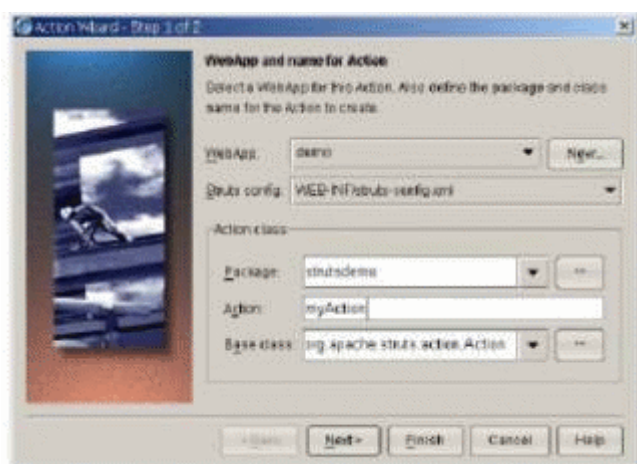 Action Wizard - Step 1 of 2
WebApp and name for Action
Select a WebApp for this Action. Also define the package and class
name for the Action to create.
WebApp: demo New...
Struts config: WEB-INF/struts-config.xml
Action class
Package: strutsdemo ...
Action: myAction
Base class: org.apache.struts.action.Action ...
< Back Next > Finish Cancel Help